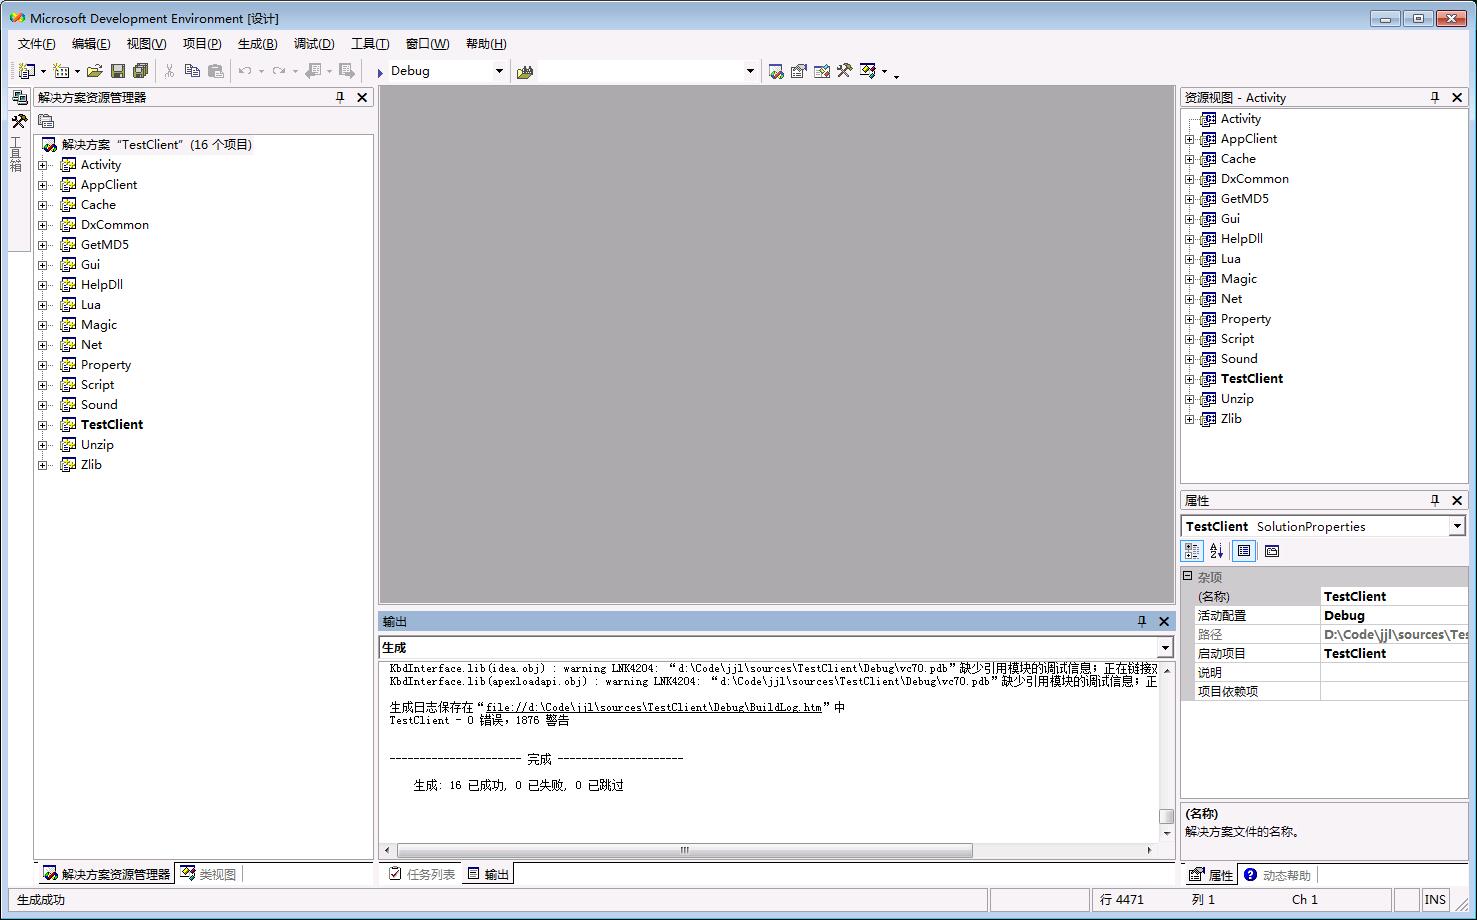 Microsoft Development Environment [设计]
文件(F) 编辑(E) 视图(V) 项目(P) 生成(B) 调试(D) 工具(T) 窗口(W) 帮助(H)
Debug
解决方案资源管理器
工具箱
解决方案 “TestClient” (16 个项目)
Activity
AppClient
Cache
DxCommon
GetMD5
Gui
HelpDll
Lua
Magic
Net
Property
Script
Sound
TestClient
Unzip
Zlib
解决方案资源管理器 类视图
输出
生成
KbdInterface.lib(idea.obj) : warning LNK4204: “d:\Code\jjl\sources\TestClient\Debug\vc70.pdb”缺少引用模块的调试信息；正在链接
KbdInterface.lib(apexloadapi.obj) : warning LNK4204: “d:\Code\jjl\sources\TestClient\Debug\vc70.pdb”缺少引用模块的调试信息；正
生成日志保存在“file://d:\Code\jjl\sources\TestClient\Debug\BuildLog.htm”中
TestClient - 0 错误，1876 警告
---------------------- 完成 ---------------------
生成: 16 已成功, 0 已失败, 0 已跳过
任务列表 输出
资源视图 - Activity
Activity
AppClient
Cache
DxCommon
GetMD5
Gui
HelpDll
Lua
Magic
Net
Property
Script
Sound
TestClient
Unzip
Zlib
属性
TestClient SolutionProperties
杂项
(名称) TestClient
活动配置 Debug
路径 D:\Code\jjl\sources\Tes
启动项目 TestClient
说明
项目依赖项
(名称)
解决方案文件的名称。
属性 动态帮助
生成成功 行 4471 列 1 Ch 1 INS